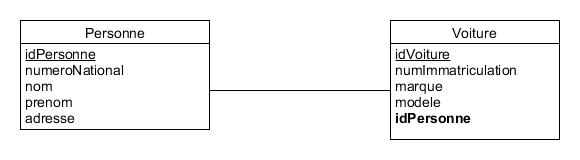 Personne
idPersonne
numeroNational
nom
prenom
adresse
Voiture
idVoiture
numImmatriculation
marque
modele
idPersonne